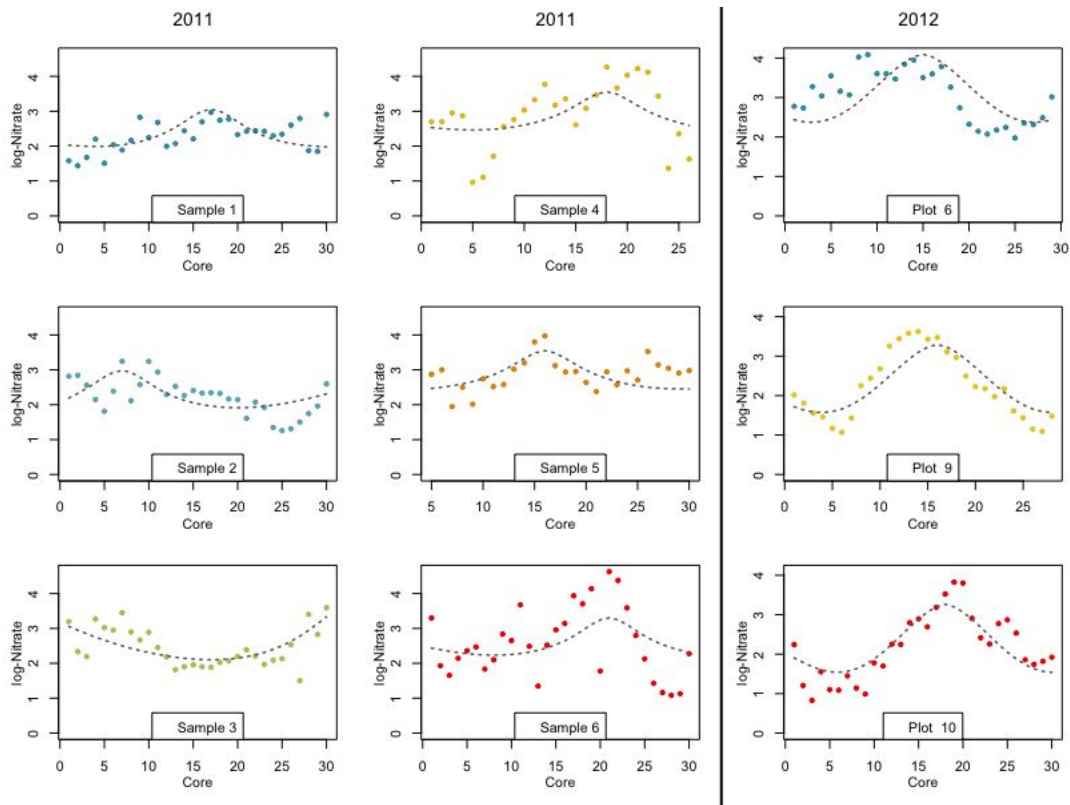 2011
2011
2012
log-Nitrate
0 1 2 3 4
Sample 1
0 5 10 15 20 25 30
Core
log-Nitrate
0 1 2 3 4
Sample 4
0 5 10 15 20 25
Core
log-Nitrate
0 1 2 3 4
Plot 6
0 5 10 15 20 25 30
Core
log-Nitrate
0 1 2 3 4
Sample 2
0 5 10 15 20 25 30
Core
log-Nitrate
0 1 2 3 4
Sample 5
5 10 15 20 25 30
Core
log-Nitrate
0 1 2 3 4
Plot 9
0 5 10 15 20 25
Core
log-Nitrate
0 1 2 3 4
Sample 3
0 5 10 15 20 25 30
Core
log-Nitrate
0 1 2 3 4
Sample 6
0 5 10 15 20 25 30
Core
log-Nitrate
0 1 2 3 4
Plot 10
0 5 10 15 20 25 30
Core